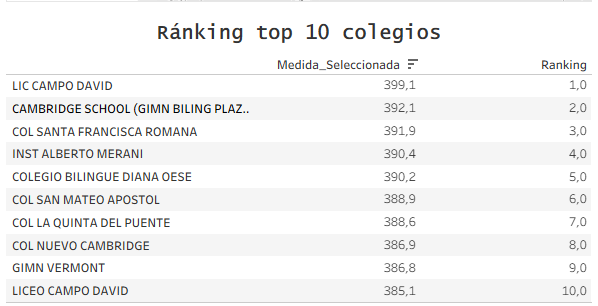 Ránking top 10 colegios
Medida_Seleccionada Ranking
LIC CAMPO DAVID 399,1 1,0
CAMBRIDGE SCHOOL (GIMN BILING PLAZ.. 392,1 2,0
COL SANTA FRANCISCA ROMANA 391,9 3,0
INST ALBERTO MERANI 390,4 4,0
COLEGIO BILINGUE DIANA OESE 390,2 5,0
COL SAN MATEO APOSTOL 388,9 6,0
COL LA QUINTA DEL PUENTE 388,6 7,0
COL NUEVO CAMBRIDGE 386,9 8,0
GIMN VERMONT 386,8 9,0
LICEO CAMPO DAVID 385,1 10,0